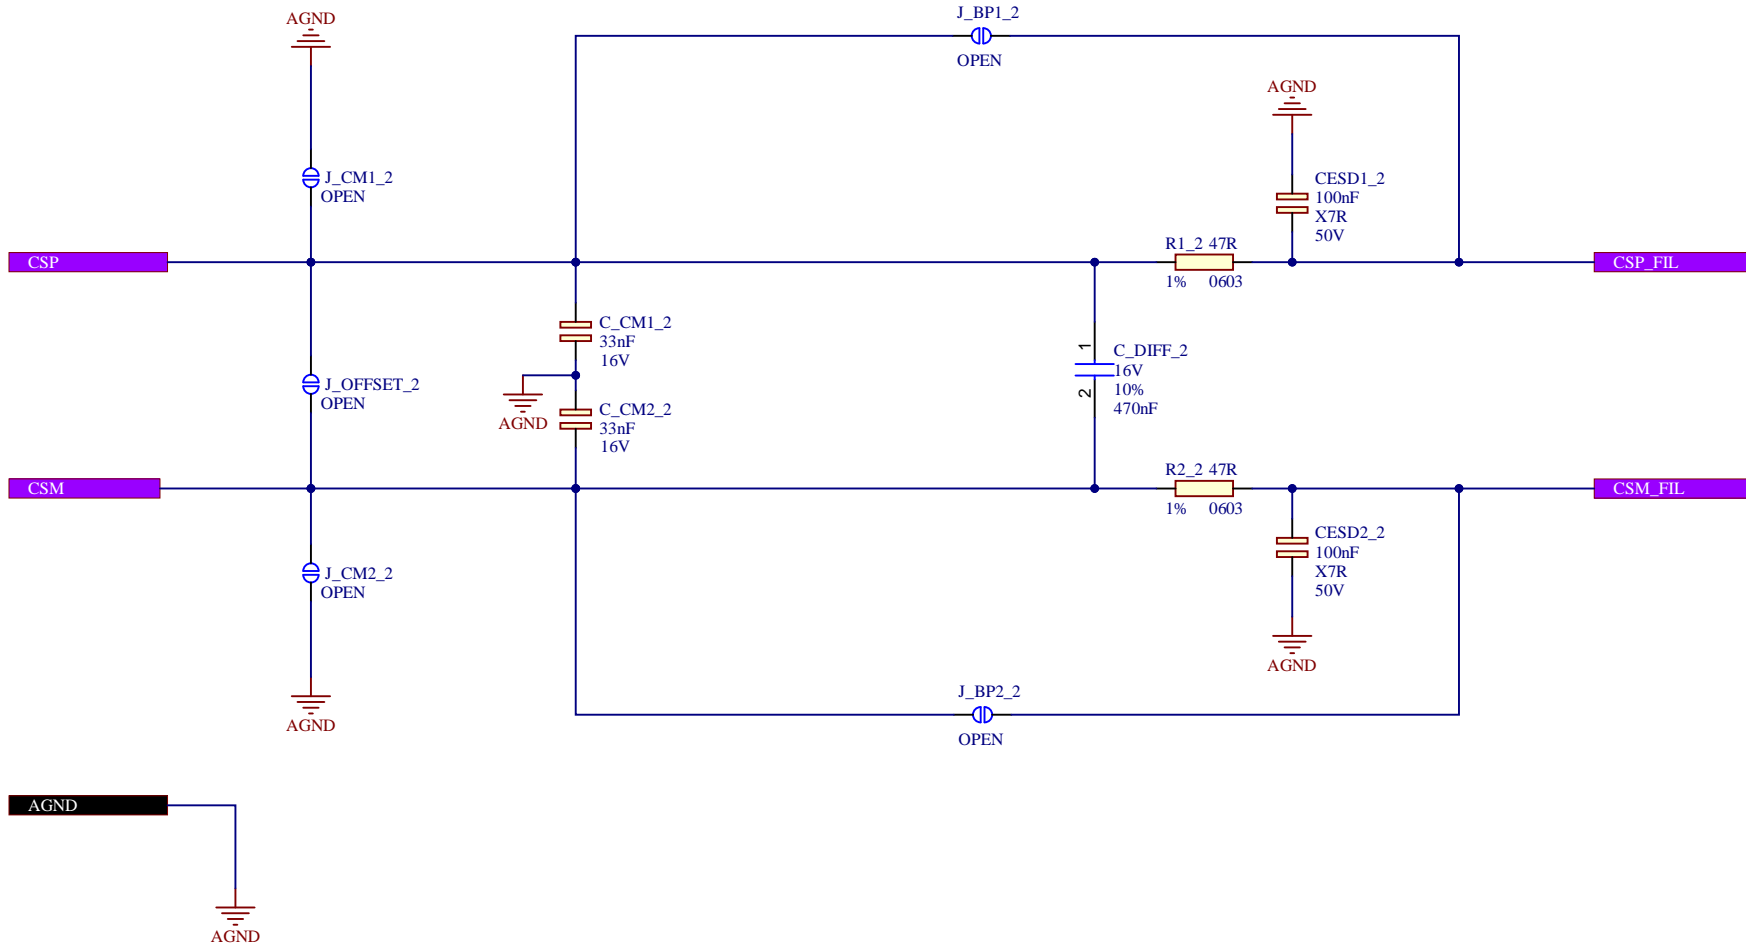 AGND
J_BP1_2
OPEN
AGND
J_CM1_2
OPEN
CESD1_2
100nF
X7R
50V
CSP
R1_2 47R
1% 0603
CSP_FIL
C_CM1_2
33nF
16V
1
C_DIFF_2
16V
10%
470nF
2
J_OFFSET_2
OPEN
AGND
C_CM2_2
33nF
16V
CSM
R2_2 47R
1% 0603
CSM_FIL
CESD2_2
100nF
X7R
50V
J_CM2_2
OPEN
AGND
J_BP2_2
OPEN
AGND
AGND
AGND